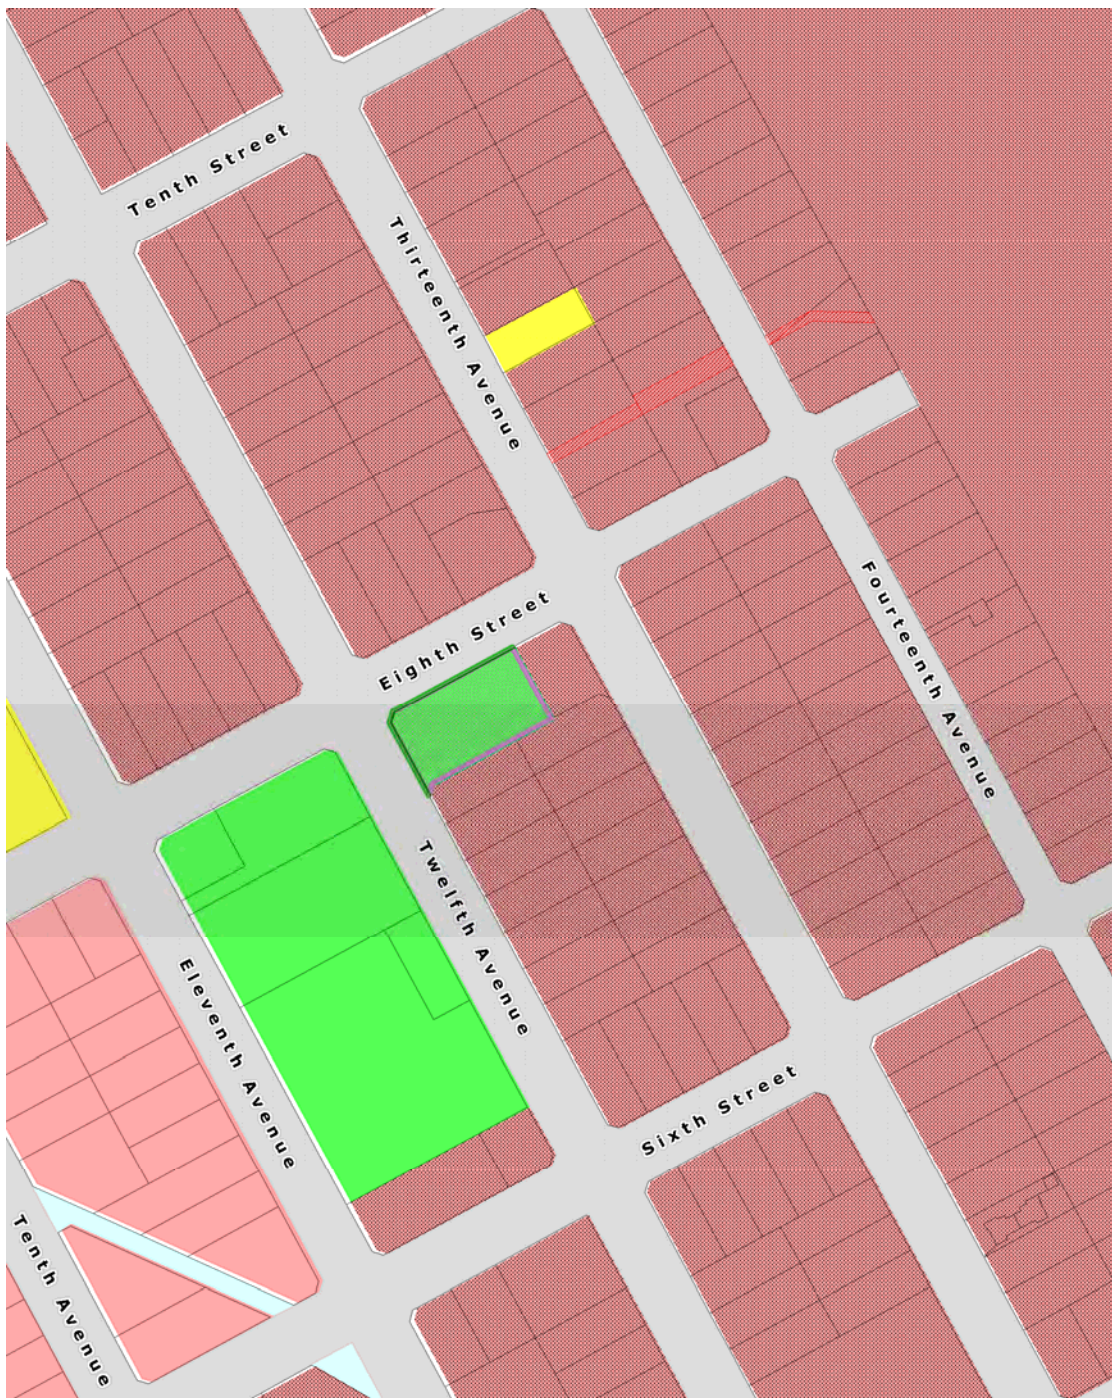 Tenth Street
Thirteenth Avenue
Eighth Street
Fourteenth Avenue
Twelfth Avenue
Eleventh Avenue
Sixth Street
Tenth Avenue